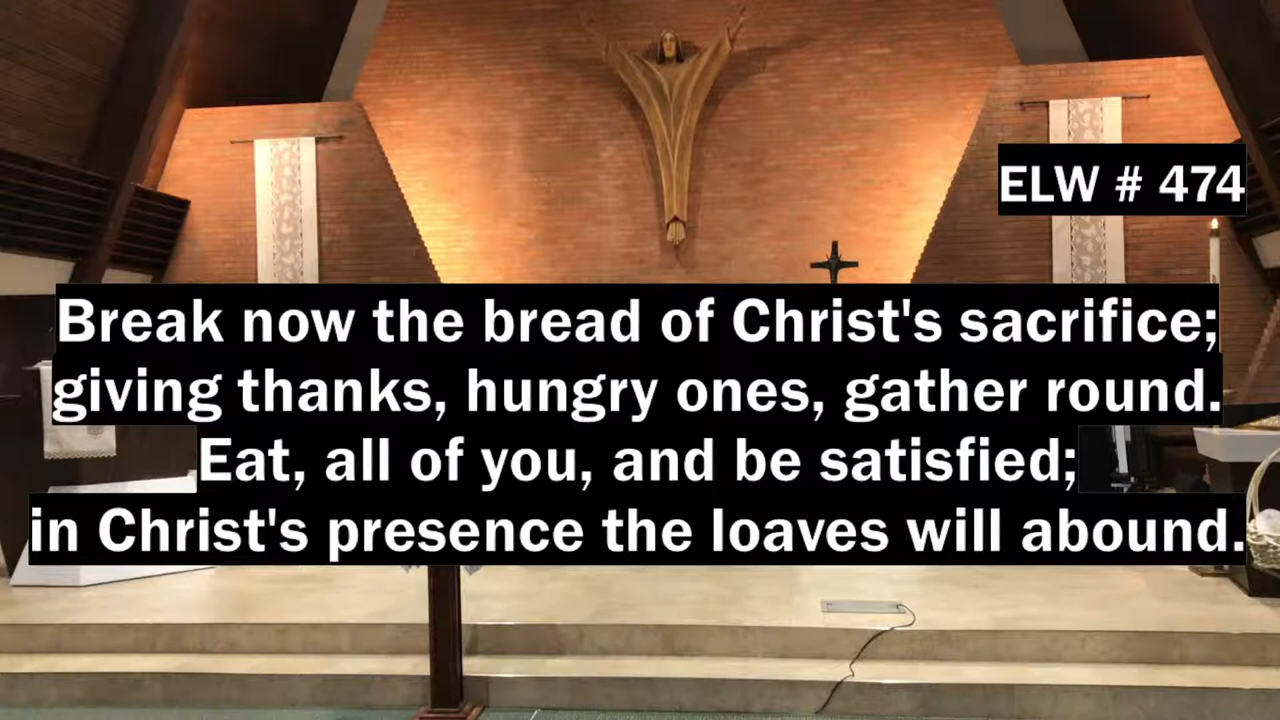 ELW # 474
Break now the bread of Christ's sacrifice;
giving thanks, hungry ones, gather round.
Eat, all of you, and be satisfied;
in Christ's presence the loaves will abound.